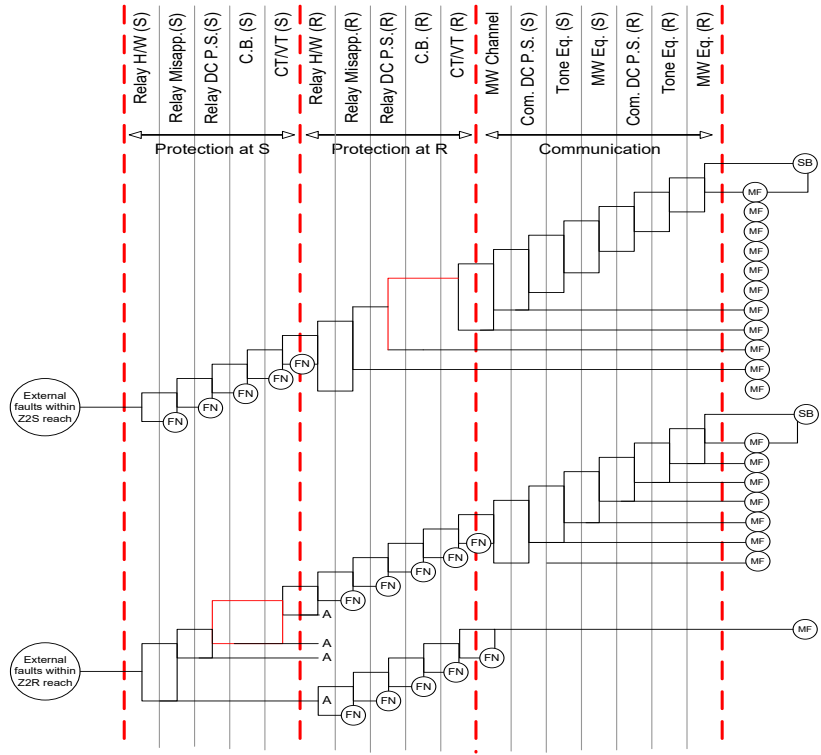 Relay H/W (S)
Relay Misapp.(S)
Relay DC P.S.(S)
C.B. (S)
CT/VT (S)
Relay H/W (R)
Relay Misapp.(R)
Relay DC P.S.(R)
C.B. (R)
CT/VT (R)
MW Channel
Com. DC P.S. (S)
Tone Eq. (S)
MW Eq. (S)
Com. DC P.S. (R)
Tone Eq. (R)
MW Eq. (R)
Protection at S
Protection at R
Communication
SB
MF
MF
MF
MF
MF
MF
MF
MF
MF
MF
MF
FN
FN
FN
FN
FN
External
faults within
Z2S reach
SB
MF
MF
MF
MF
MF
MF
MF
FN
FN
FN
FN
FN
A
A
A
MF
FN
FN
FN
FN
A
FN
External
faults within
Z2R reach